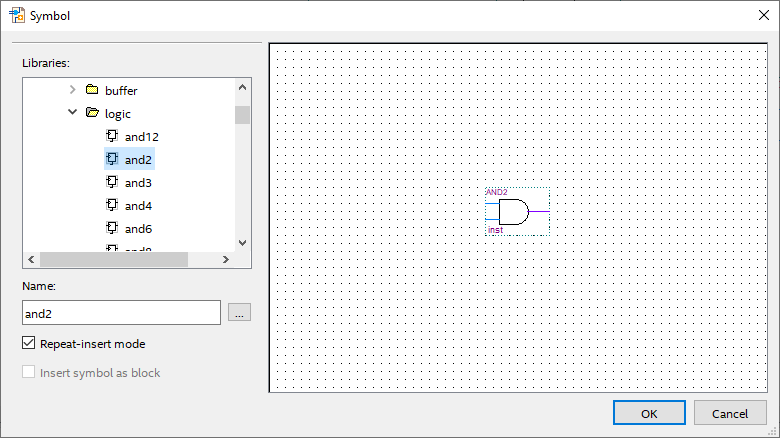 Symbol
Libraries:
buffer
logic
and12
and2
and3
and4
and6
Name:
and2
...
Repeat-insert mode
Insert symbol as block
AND2
inst
OK
Cancel